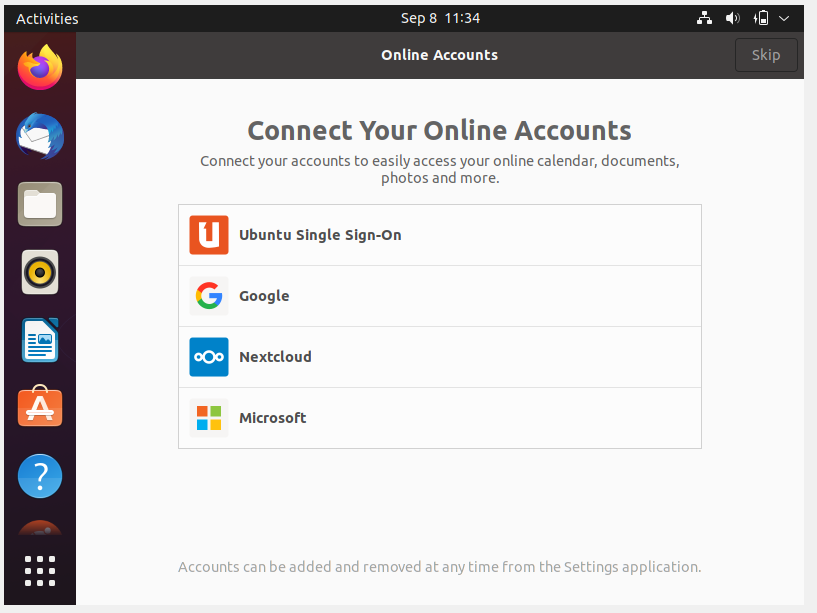 Activities
Sep 8 11:34
Online Accounts
Skip
Connect Your Online Accounts
Connect your accounts to easily access your online calendar, documents,
photos and more.
Ubuntu Single Sign-On
Google
Nextcloud
Microsoft
Accounts can be added and removed at any time from the Settings application.